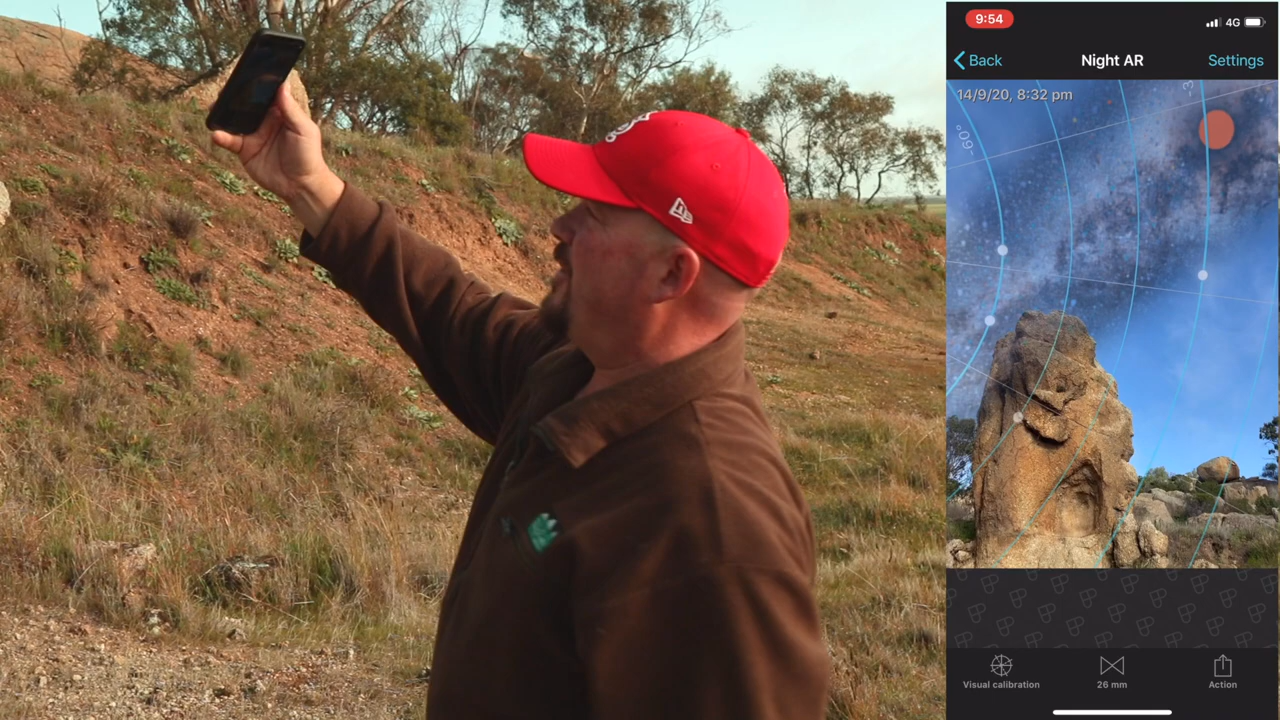 9:54
4G
Back
Night AR
Settings
14/9/20, 8:32 pm
-60°
Visual calibration
26 mm
Action